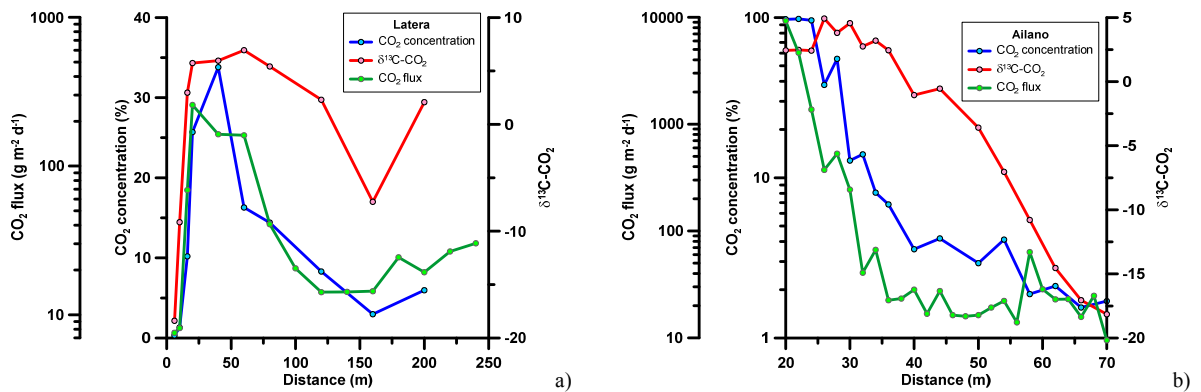 1000
100
10
CO2 flux (g m-2 d-1)
40
30
20
10
0
CO2 concentration (%)
Latera
CO2 concentration
δ13C-CO2
CO2 flux
10
0
-10
-20
δ13C-CO2
0 50 100 150 200 250
Distance (m)
a)
10000
1000
100
10
CO2 flux (g m-2 d-1)
100
10
1
CO2 concentration (%)
Ailano
CO2 concentration
δ13C-CO2
CO2 flux
5
0
-5
-10
-15
-20
δ13C-CO2
20 30 40 50 60 70
Distance (m)
b)